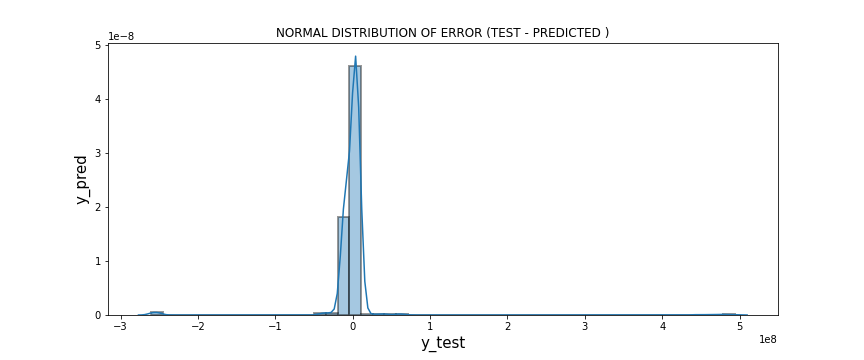 NORMAL DISTRIBUTION OF ERROR (TEST - PREDICTED )
1e−8
5
4
3
2
1
0
y_pred
−3 −2 −1 0 1 2 3 4 5
1e8
y_test